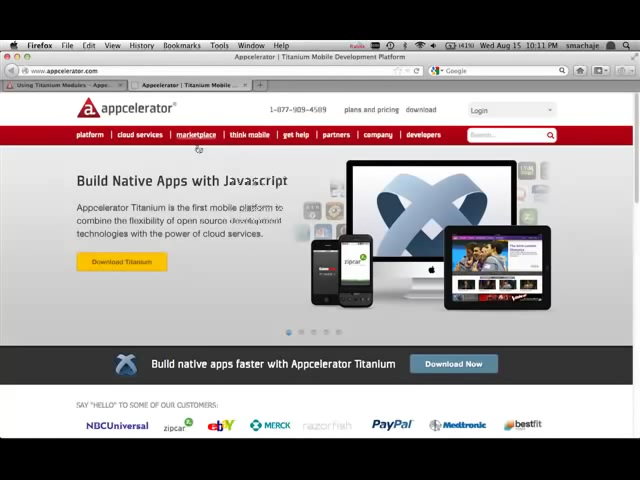 Firefox File Edit View History Bookmarks Tools Window Help (41%) Wed Aug 15 10:11 PM smachaje
Appcelerator | Titanium Mobile Development Platform
www.appcelerator.com Google
Using Titanium Modules - Appc... Appcelerator | Titanium Mobile ...
appcelerator 1-877-909-4589 plans and pricing download Login
platform | cloud services | marketplace | think mobile | get help | partners | company | developers Search...
Build Native Apps with Javascript
Appcelerator Titanium is the first mobile platform to
combine the flexibility of open source development
technologies with the power of cloud services.
Download Titanium
zipcar
Build native apps faster with Appcelerator Titanium Download Now
SAY "HELLO" TO SOME OF OUR CUSTOMERS:
NBCUniversal zipcar ebY MERCK razorfish PayPal Medtronic bestfit